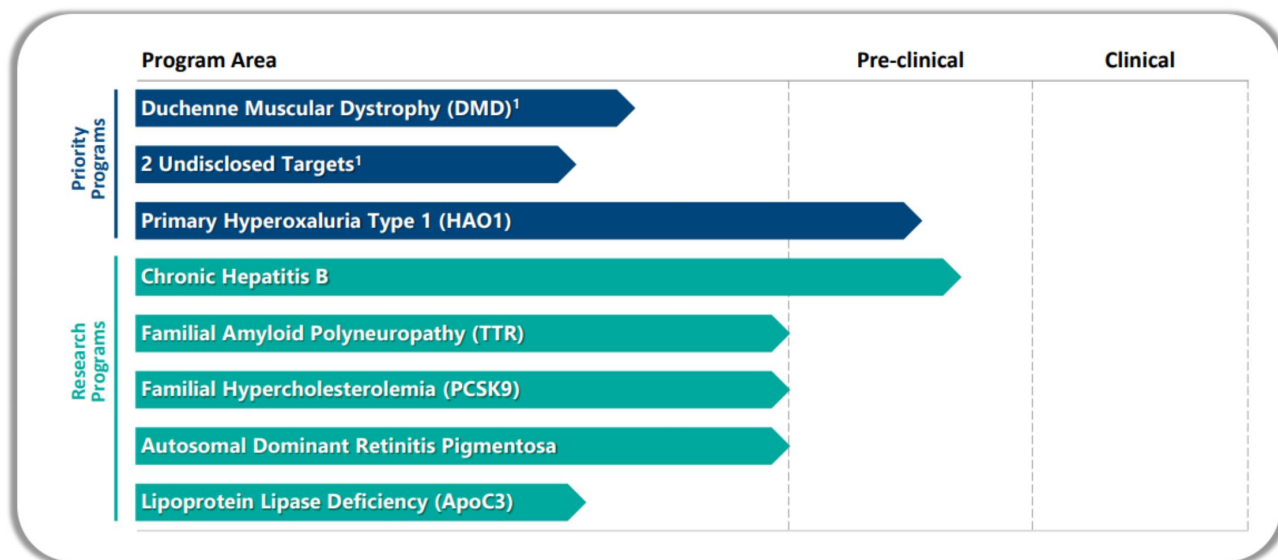 Program Area Pre-clinical Clinical
Priority
Programs
Duchenne Muscular Dystrophy (DMD)¹
2 Undisclosed Targets¹
Primary Hyperoxaluria Type 1 (HAO1)
Research
Programs
Chronic Hepatitis B
Familial Amyloid Polyneuropathy (TTR)
Familial Hypercholesterolemia (PCSK9)
Autosomal Dominant Retinitis Pigmentosa
Lipoprotein Lipase Deficiency (ApoC3)